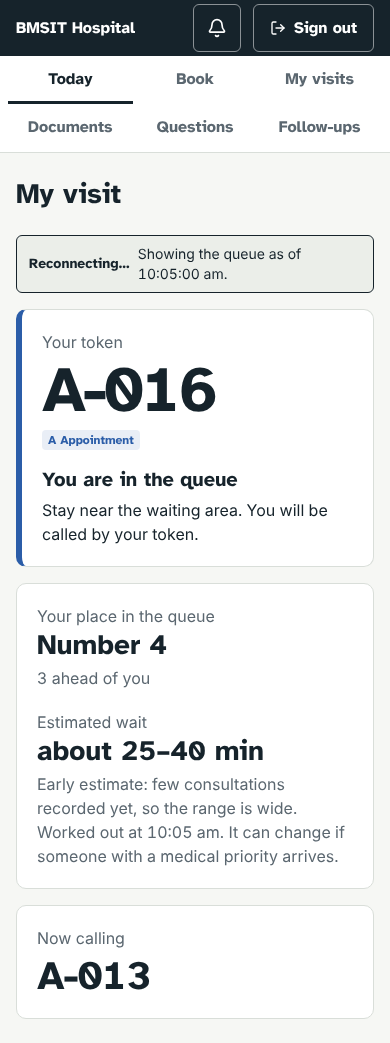 BMSIT Hospital
Sign out
Today Book My visits
Documents Questions Follow-ups
My visit
Reconnecting... Showing the queue as of
10:05:00 am.
Your token
A-016
A Appointment
You are in the queue
Stay near the waiting area. You will be
called by your token.
Your place in the queue
Number 4
3 ahead of you
Estimated wait
about 25–40 min
Early estimate: few consultations
recorded yet, so the range is wide.
Worked out at 10:05 am. It can change if
someone with a medical priority arrives.
Now calling
A-013